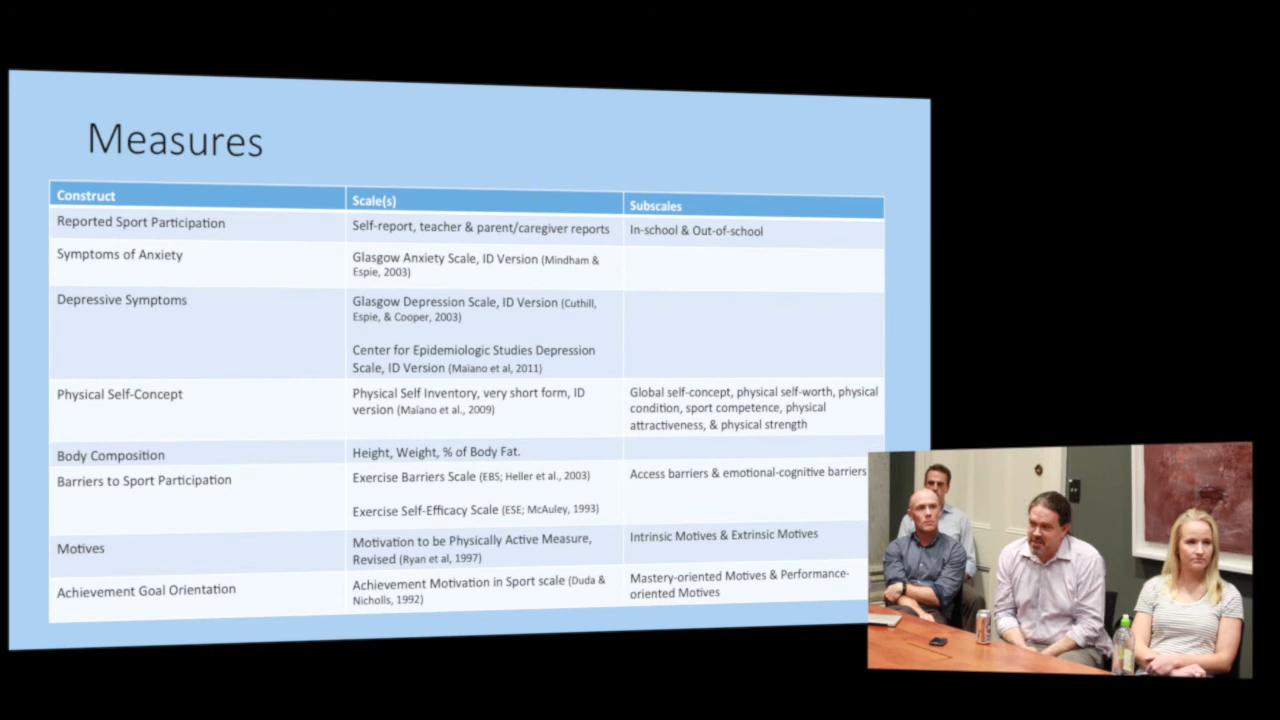 Measures
Construct
Scale(s)
Subscales
Reported Sport Participation
Self-report, teacher & parent/caregiver reports
In-school & Out-of-school
Symptoms of Anxiety
Glasgow Anxiety Scale, ID Version (Mindham &
Espie, 2003)
Depressive Symptoms
Glasgow Depression Scale, ID Version (Cuthill,
Espie, & Cooper, 2003)
Center for Epidemiologic Studies Depression
Scale, ID Version (Maïano et al, 2011)
Physical Self-Concept
Physical Self Inventory, very short form, ID
version (Maïano et al., 2009)
Global self-concept, physical self-worth, physical
condition, sport competence, physical
attractiveness, & physical strength
Body Composition
Height, Weight, % of Body Fat.
Barriers to Sport Participation
Exercise Barriers Scale (EBS; Heller et al., 2003)
Exercise Self-Efficacy Scale (ESE; McAuley, 1993)
Access barriers & emotional-cognitive barriers
Motives
Motivation to be Physically Active Measure,
Revised (Ryan et al, 1997)
Intrinsic Motives & Extrinsic Motives
Achievement Goal Orientation
Achievement Motivation in Sport scale (Duda &
Nicholls, 1992)
Mastery-oriented Motives & Performance-
oriented Motives